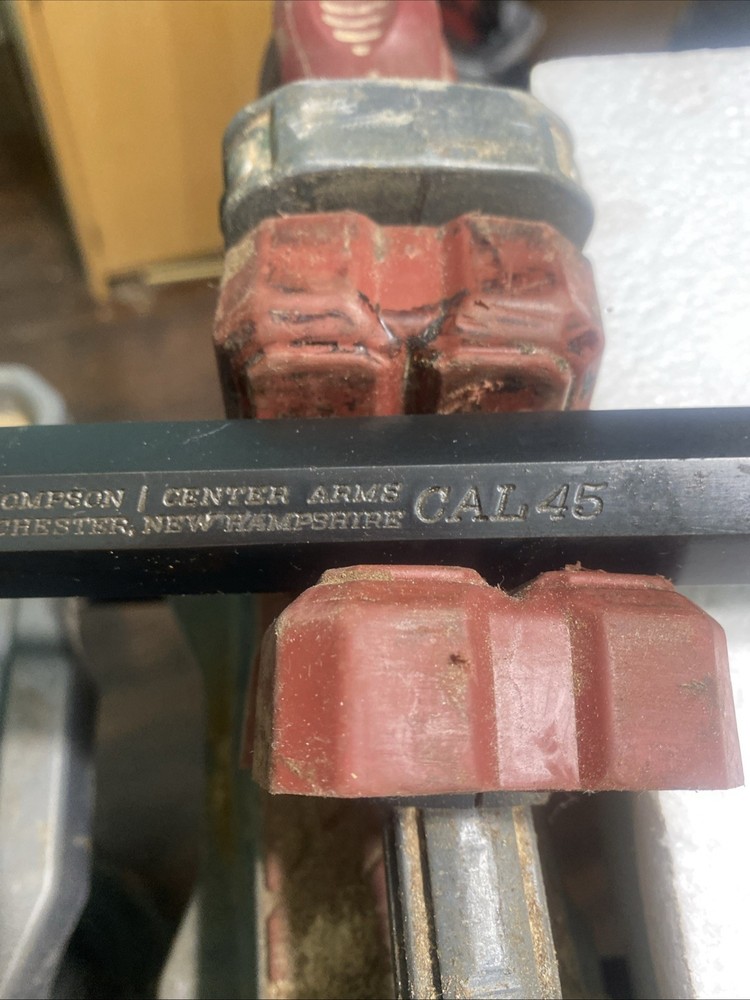 OMPSON / CENTER ARMS CAL 45
CHESTER, NEW HAMPSHIRE